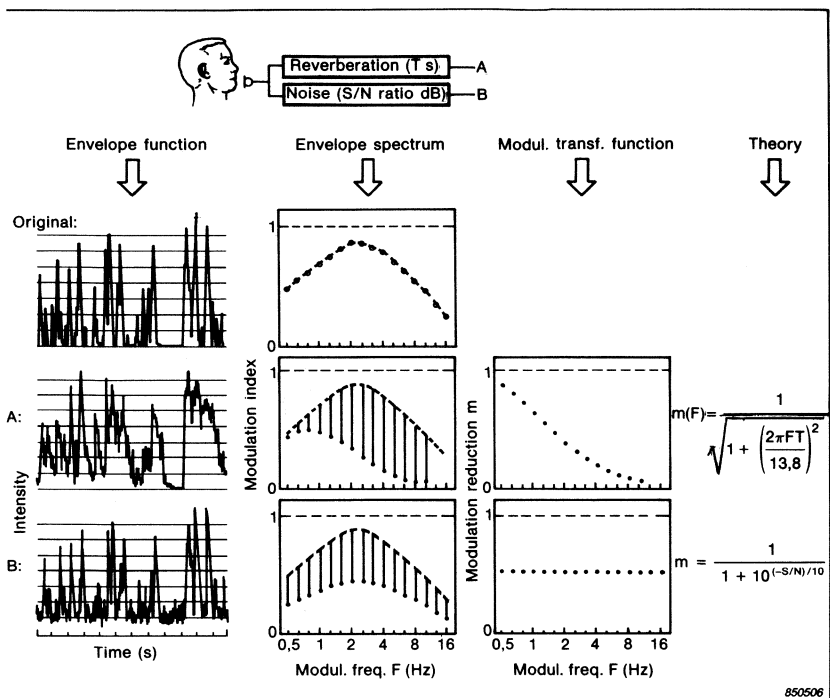 Reverberation (T s) A
Noise (S/N ratio dB) B
Envelope function Envelope spectrum Modul. transf. function Theory
Original:
1
0
A:
1
0
1
0
m(F)= 1 / √1 + (2πFT / 13,8)²
B:
1
0
1
0
m = 1 / 1 + 10^(-S/N)/10
Intensity
Modulation index
Modulation reduction m
0,5 1 2 4 8 16
0,5 1 2 4 8 16
Time (s)
Modul. freq. F (Hz)
Modul. freq. F (Hz)
850506